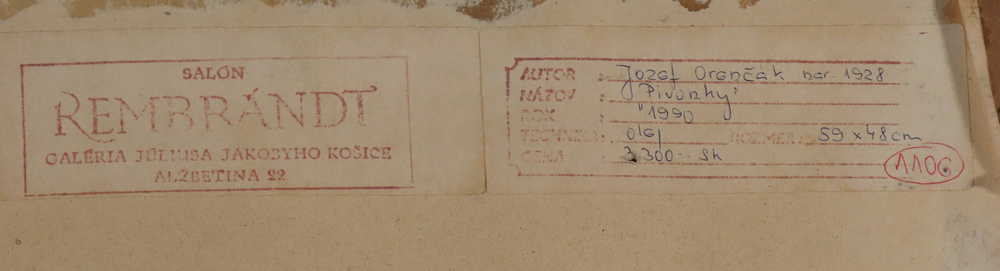 SALÓN
REMBRÁNDT
GALÉRIA JÚLIUSA JAKOBYHO KOŠICE
ALŽBETINA 22
AUTOR : Jozef Orenčák nar. 1928
NÁZOV : "Pivonky"
ROK : "1990
TECHNIKA: olej ROZMER: 59 x 48 cm
CENA : 3.300.- Sk
1106